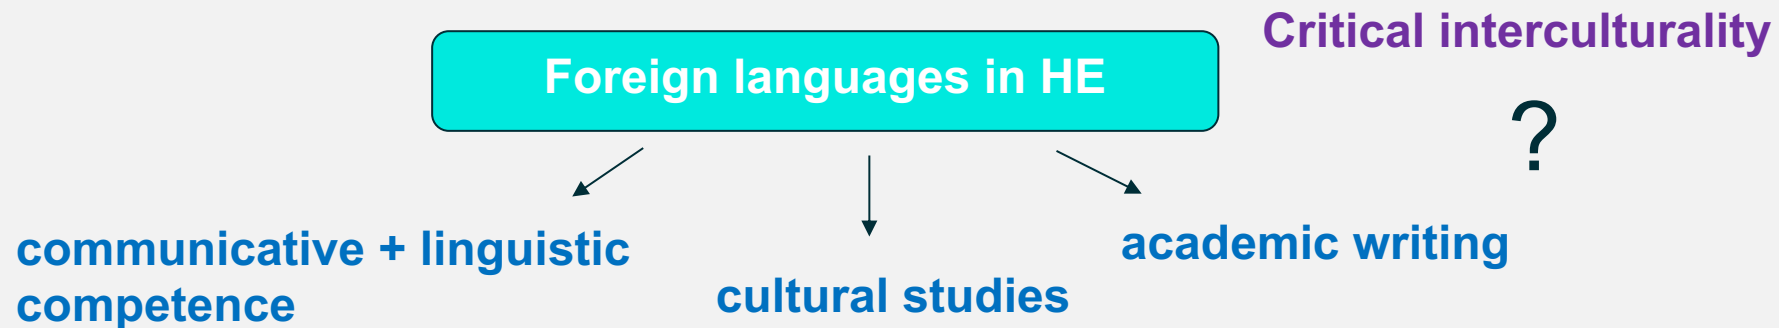 Critical interculturality
Foreign languages in HE
?
communicative + linguistic
competence
cultural studies
academic writing